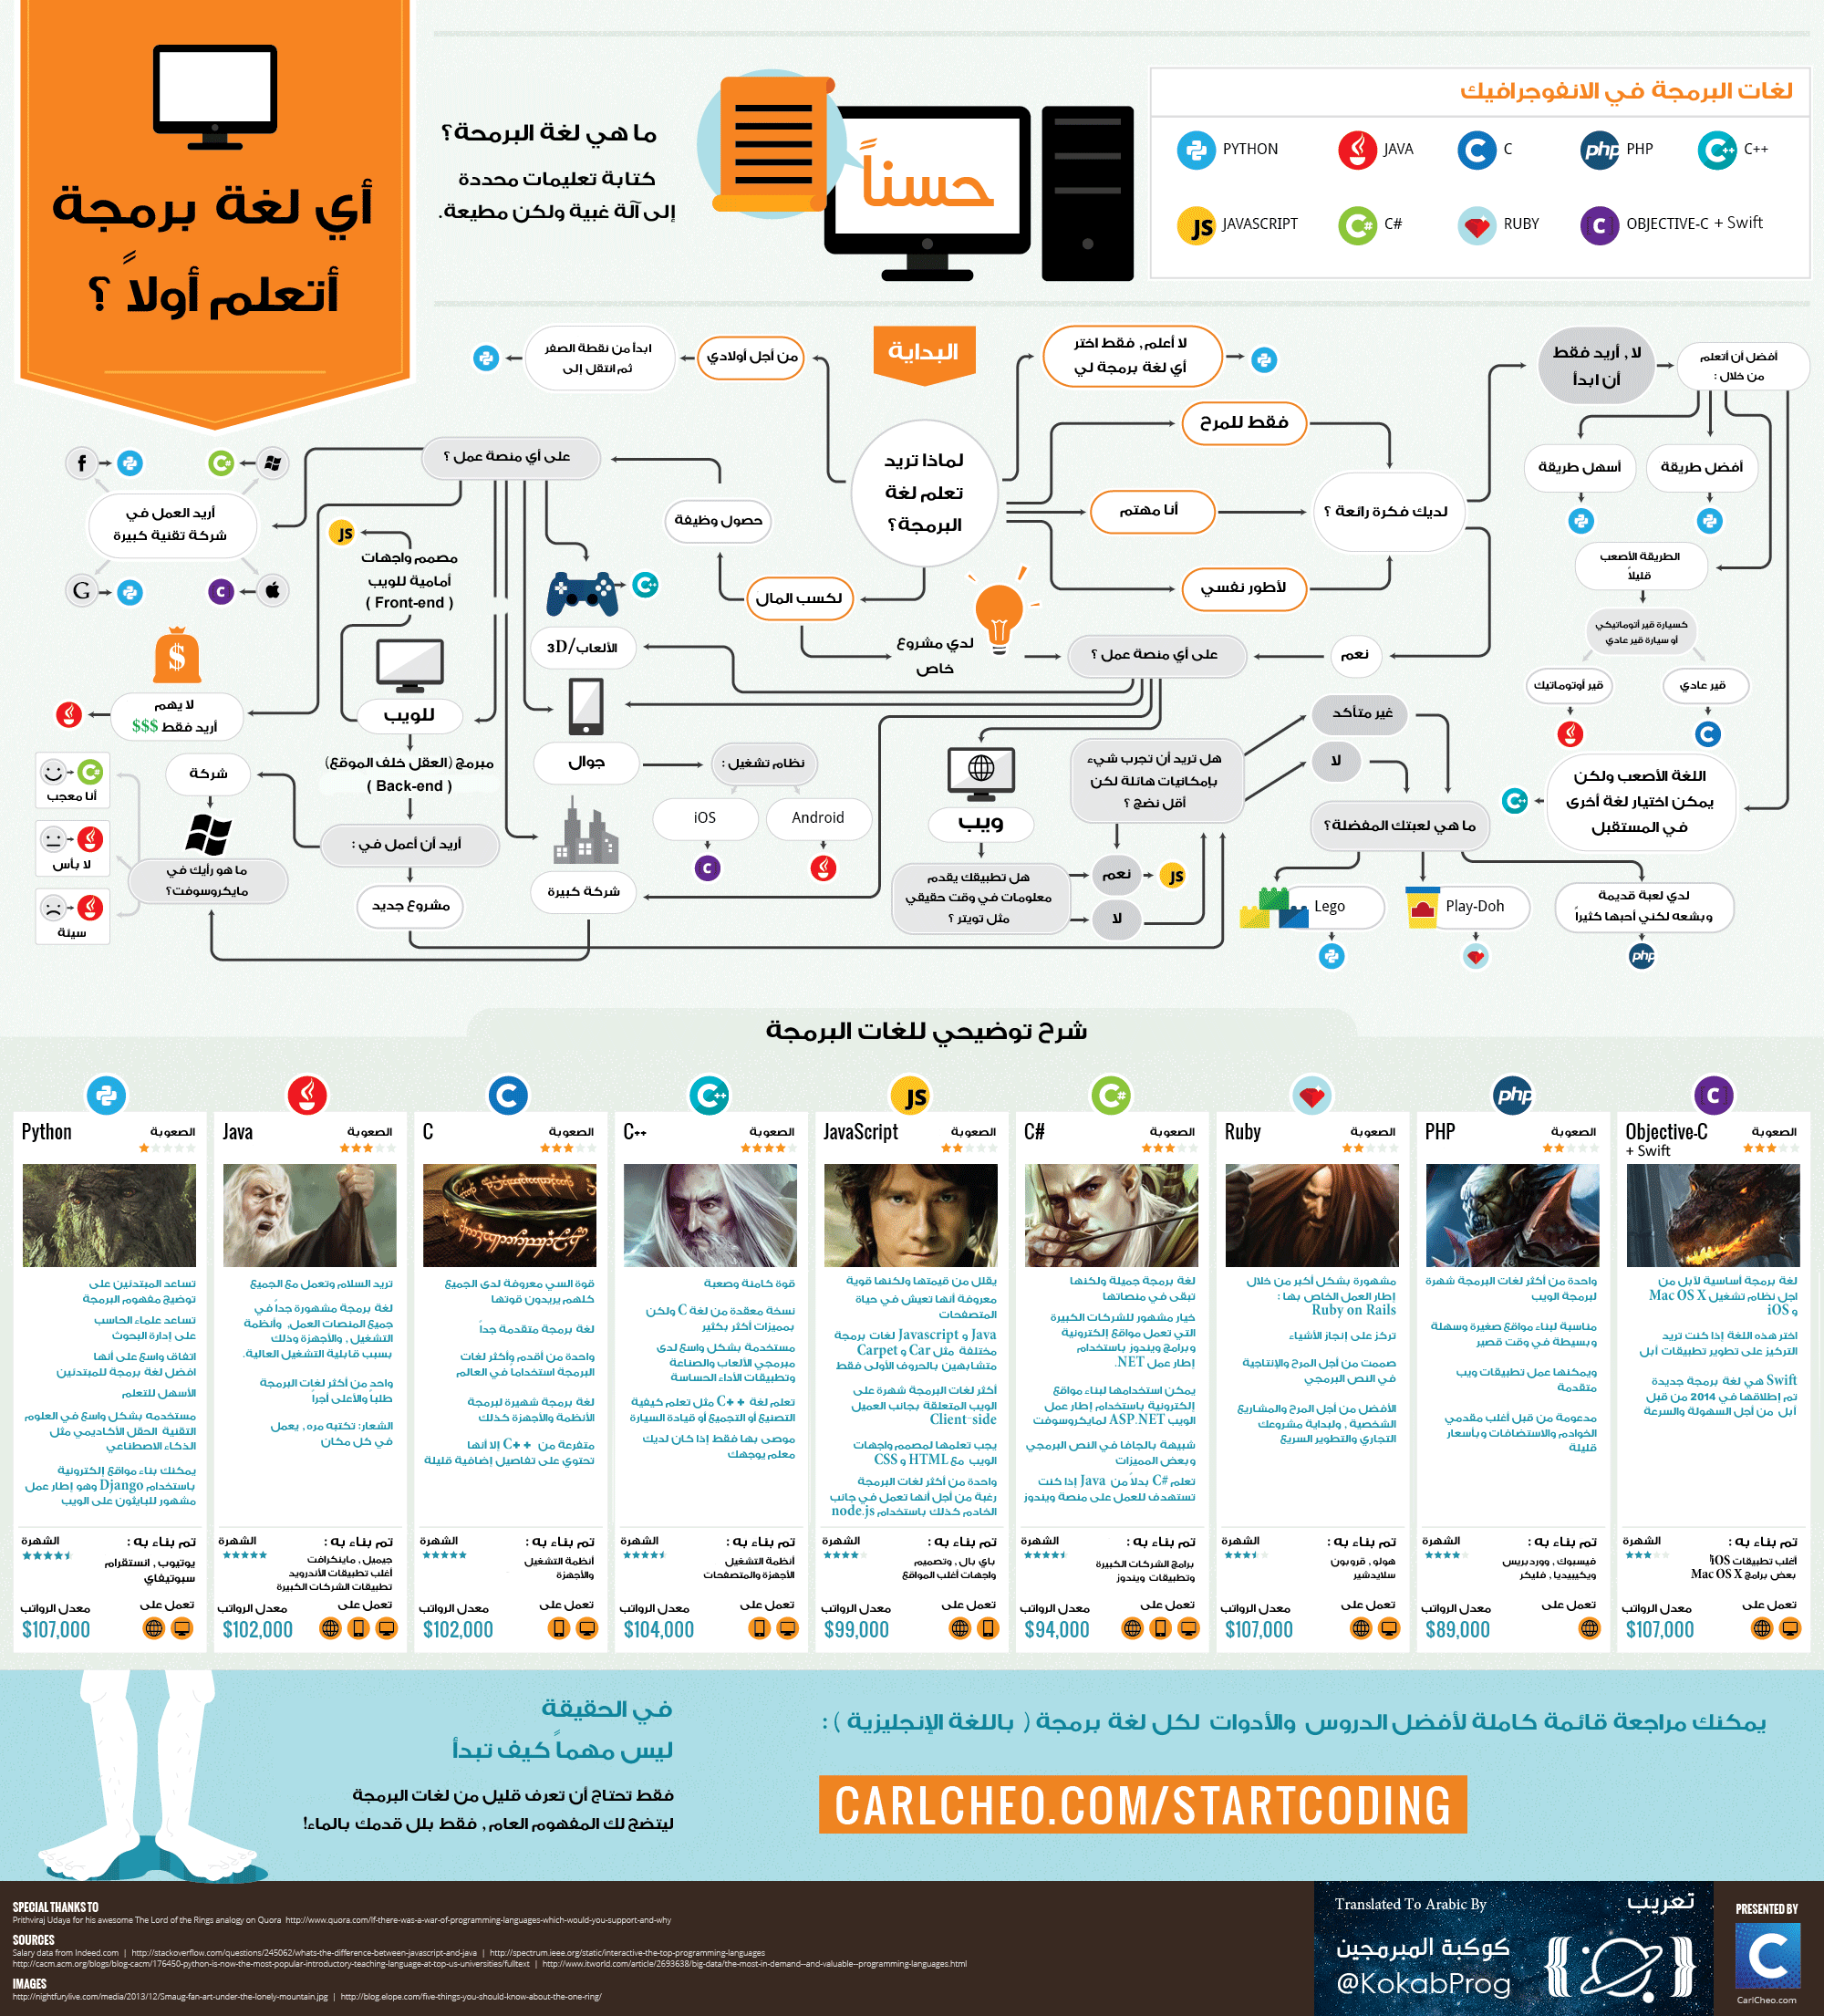 أي لغة برمجة
أتعلم أولاً ؟
ما هي لغة البرمحة؟
كتابة تعليمات محددة
إلى آلة غبية ولكن مطيعة.
حسناً
لغات البرمجة في الانفوجرافيك
PYTHON
JAVA
C
PHP
C++
JAVASCRIPT
C#
RUBY
OBJECTIVE-C + Swift
البداية
لماذا تريد
تعلم لغة
البرمجة؟
من أجل أولادي
ابدأ من نقطة الصفر
ثم انتقل إلى
لا أعلم , فقط اختر
أي لغة برمجة لي
فقط للمرح
أنا مهتم
لأطور نفسي
لديك فكرة رائعة ؟
لا , أريد فقط
أن ابدأ
أفضل أن أتعلم
من خلال :
أسهل طريقة
أفضل طريقة
الطريقة الأصعب
قليلاً
كسيارة قير أتوماتيكي
أو سيارة قير عادي
قير أوتوماتيك
قير عادي
اللغة الأصعب ولكن
يمكن اختيار لغة أخرى
في المستقبل
نعم
على أي منصة عمل ؟
لدي مشروع
خاص
لكسب المال
حصول وظيفة
على أي منصة عمل ؟
أريد العمل في
شركة تقنية كبيرة
مصمم واجهات
أمامية للويب
( Front-end )
لا يهم
أريد فقط $$$
للويب
مبرمج (العقل خلف الموقع)
( Back-end )
أريد أن أعمل في :
شركة
مشروع جديد
ما هو رأيك في
مايكروسوفت؟
أنا معجب
لا بأس
سيئة
الألعاب/3D
جوال
نظام تشغيل :
iOS
Android
شركة كبيرة
ويب
هل تطبيقك يقدم
معلومات في وقت حقيقي
مثل تويتر ؟
نعم
لا
هل تريد أن تجرب شيء
بإمكانيات هائلة لكن
أقل نضج ؟
غير متأكد
لا
ما هي لعبتك المفضلة؟
Lego
Play-Doh
لدي لعبة قديمة
وبشعه لكني أحبها كثيراً
شرح توضيحي للغات البرمجة
Python
الصعوبة
تساعد المبتدئين على
توضيح مفهوم البرمجة
تساعد علماء الحاسب
على إدارة البحوث
اتفاق واسع على أنها
افضل لغة برمجة للمبتدئين
الأسهل للتعلم
مستخدمه بشكل واسع في العلوم
التقنية الحقل الأكاديمي مثل
الذكاء الاصطناعي
يمكنك بناء مواقع إلكترونية
باستخدام Django وهو إطار عمل
مشهور للبايثون على الويب
تم بناء به :
الشهرة
يوتيوب , انستقرام
سبوتيفاي
تعمل على
معدل الرواتب
$107,000
Java
الصعوبة
تريد السلام وتعمل مع الجميع
لغة برمجة مشهورة جداً في
جميع المنصات العمل, وأنظمة
التشغيل , والأجهزة وذلك
بسبب قابلية التشغيل العالية.
واحد من أكثر لغات البرمجة
طلباً والأعلى أجراً
الشعار: تكتبه مره , يعمل
في كل مكان
تم بناء به :
الشهرة
جيميل , ماينكرافت
أغلب تطبيقات الأندرويد
تطبيقات الشركات الكبيرة
تعمل على
معدل الرواتب
$102,000
C
الصعوبة
قوة السي معروفة لدى الجميع
كلهم يريدون قوتها
لغة برمجة متقدمة جداً
واحدة من أقدم وأكثر لغات
البرمجة استخداما في العالم
لغة برمجة شهيرة لبرمجة
الأنظمة والأجهزة كذلك
متفرعة من ++C إلا أنها
تحتوي على تفاصيل إضافية قليلة
تم بناء به :
الشهرة
أنظمة التشغيل
والأجهزة
تعمل على
معدل الرواتب
$102,000
C++
الصعوبة
قوة كامنة وصعبة
نسخة معقدة من لغة C ولكن
بمميزات أكثر بكثير
مستخدمة بشكل واسع لدى
مبرمجي الألعاب والصناعة
وتطبيقات الأداء الحساسة
تعلم لغة ++C مثل تعلم كيفية
التصنيع أو التجميع أو قيادة السيارة
موصى بها فقط إذا كان لديك
معلم يوجهك
تم بناء به :
الشهرة
أنظمة التشغيل
الأجهزة والمتصفحات
تعمل على
معدل الرواتب
$104,000
JavaScript
الصعوبة
يقلل من قيمتها ولكنها قوية
معروفة أنها تعيش في حياة
المتصفحات
Java و Javascript لغات برمجة
مختلفة مثل Car و Carpet
متشابهين بالحروف الأولى فقط
أكثر لغات البرمجة شهرة على
الويب المتعلقة بجانب العميل
Client-side
يجب تعلمها لمصمم واجهات
الويب مع HTML و CSS
واحدة من أكثر لغات البرمجة
رغبة من أجل أنها تعمل في جانب
الخادم كذلك باستخدام node.js
تم بناء به :
الشهرة
باي بال , وتصميم
واجهات أغلب المواقع
تعمل على
معدل الرواتب
$99,000
C#
الصعوبة
لغة برمجة جميلة ولكنها
تبقى في منصاتها
خيار مشهور للشركات الكبيرة
التي تعمل مواقع إلكترونية
وبرامج ويندوز باستخدام
إطار عمل NET.
يمكن استخدامها لبناء مواقع
إلكترونية باستخدام إطار عمل
الويب ASP.NET لمايكروسوفت
شبيهة بالجافا في النص البرمجي
وبعض المميزات
تعلم #C بدلاً من Java إذا كنت
تستهدف للعمل على منصة ويندوز
تم بناء به :
الشهرة
برامج الشركات الكبيرة
وتطبيقات ويندوز
تعمل على
معدل الرواتب
$94,000
Ruby
الصعوبة
مشهورة بشكل أكبر من خلال
إطار العمل الخاص بها :
Ruby on Rails
تركز على إنجاز الأشياء
صممت من أجل المرح والإنتاجية
في النص البرمجي
الأفضل من أجل المرح والمشاريع
الشخصية , ولبداية مشروعك
التجاري والتطوير السريع
تم بناء به :
الشهرة
هولو , قروبون
سلايدشير
تعمل على
معدل الرواتب
$107,000
PHP
الصعوبة
واحدة من أكثر لغات البرمجة شهرة
لبرمجة الويب
مناسبة لبناء مواقع صغيرة وسهلة
وبسيطة في وقت قصير
ويمكنها عمل تطبيقات ويب
متقدمة
مدعومة من قبل أغلب مقدمي
الخوادم والاستضافات وبأسعار
قليلة
تم بناء به :
الشهرة
فيسبوك , ووردبريس
ويكيبيديا , فليكر
تعمل على
معدل الرواتب
$89,000
Objective-C
+ Swift
الصعوبة
لغة برمجة أساسية لأبل من
اجل نظام تشغيل Mac OS X
و iOS
اختر هذه اللغة إذا كنت تريد
التركيز على تطوير تطبيقات أبل
Swift هي لغة برمجة جديدة
تم إطلاقها في 2014 من قبل
أبل من أجل السهولة والسرعة
تم بناء به :
الشهرة
أغلب تطبيقات iOS
بعض برامج Mac OS X
تعمل على
معدل الرواتب
$107,000
في الحقيقة
ليس مهماً كيف تبدأ
فقط تحتاج أن تعرف قليل من لغات البرمجة
ليتضح لك المفهوم العام , فقط بلل قدمك بالماء!
يمكنك مراجعة قائمة كاملة لأفضل الدروس والأدوات لكل لغة برمجة ( باللغة الإنجليزية ) :
CARLCHEO.COM/STARTCODING
SPECIAL THANKS TO
Prithviraj Udaya for his awesome The Lord of the Rings analogy on Quora http://www.quora.com/If-there-was-a-war-of-programming-languages-which-would-you-support-and-why
SOURCES
Salary data from Indeed.com | http://stackoverflow.com/questions/245062/whats-the-difference-between-javascript-and-java | http://spectrum.ieee.org/static/interactive-the-top-programming-languages
http://cacm.acm.org/blogs/blog-cacm/176450-python-is-now-the-most-popular-introductory-teaching-language-at-top-us-universities/fulltext | http://www.itworld.com/article/2693638/big-data/the-most-in-demand--and-valuable--programming-languages.html
IMAGES
http://nightfurylive.com/media/2013/12/Smaug-fan-art-under-the-lonely-mountain.jpg | http://blog.elope.com/five-things-you-should-know-about-the-one-ring/
Translated To Arabic By
تعريب
كوكبة المبرمجين
@KokabProg
PRESENTED BY
CarlCheo.com